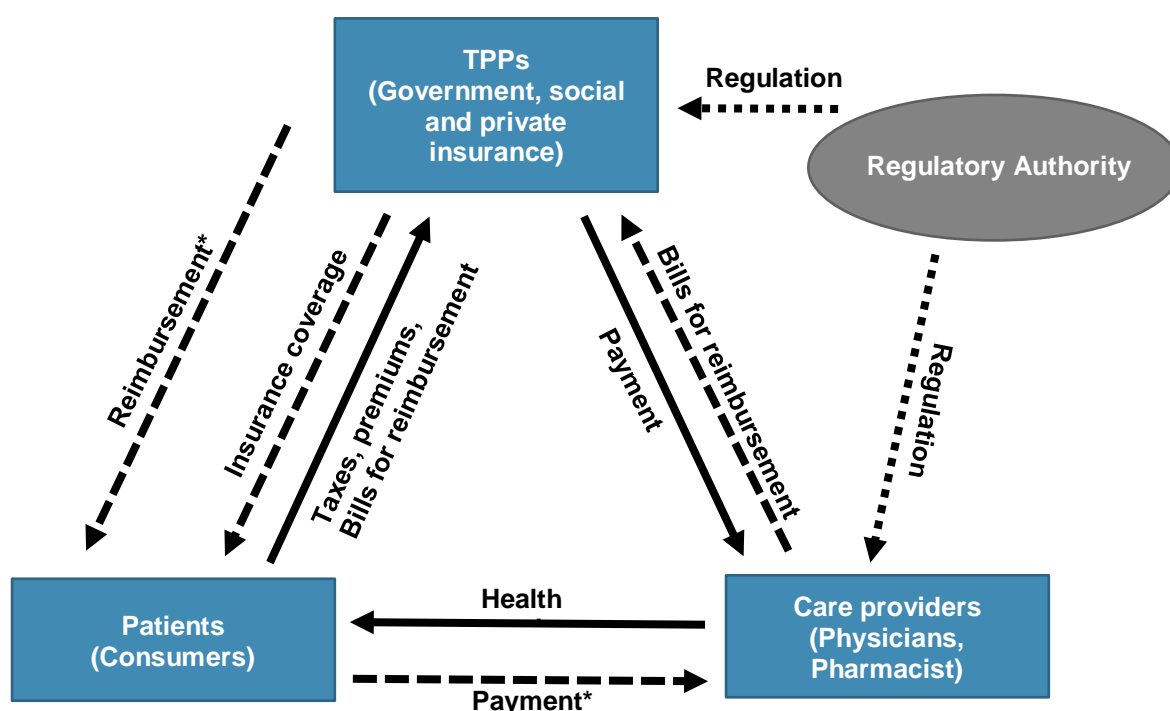 TPPs
(Government, social
and private
insurance)
Regulation
Regulatory Authority
Reimbursement*
Insurance coverage
Taxes, premiums,
Bills for reimbursement
Payment
Bills for reimbursement
Regulation
Patients
(Consumers)
Health
Payment*
Care providers
(Physicians,
Pharmacist)